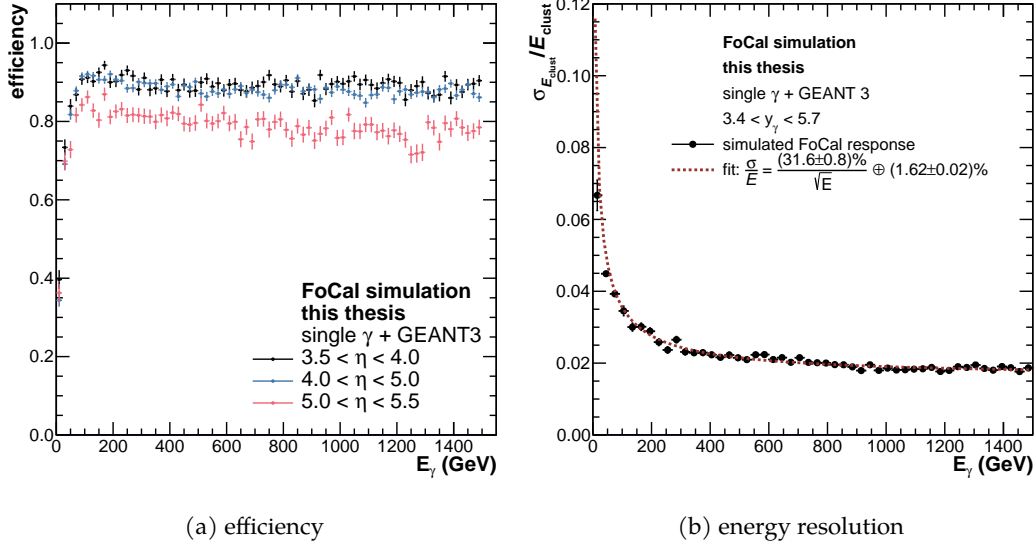 efficiency
1.0
0.8
0.6
0.4
0.2
0.0
FoCal simulation
this thesis
single γ + GEANT3
3.5 < η < 4.0
4.0 < η < 5.0
5.0 < η < 5.5
0 200 400 600 800 1000 1200 1400
E_γ (GeV)
(a) efficiency
σ_{E_clust}/E_clust
0.12
0.10
0.08
0.06
0.04
0.02
0.00
FoCal simulation
this thesis
single γ + GEANT 3
3.4 < y_γ < 5.7
simulated FoCal response
fit: σ/E = (31.6±0.8)%/√E ⊕ (1.62±0.02)%
0 200 400 600 800 1000 1200 1400
E_γ (GeV)
(b) energy resolution